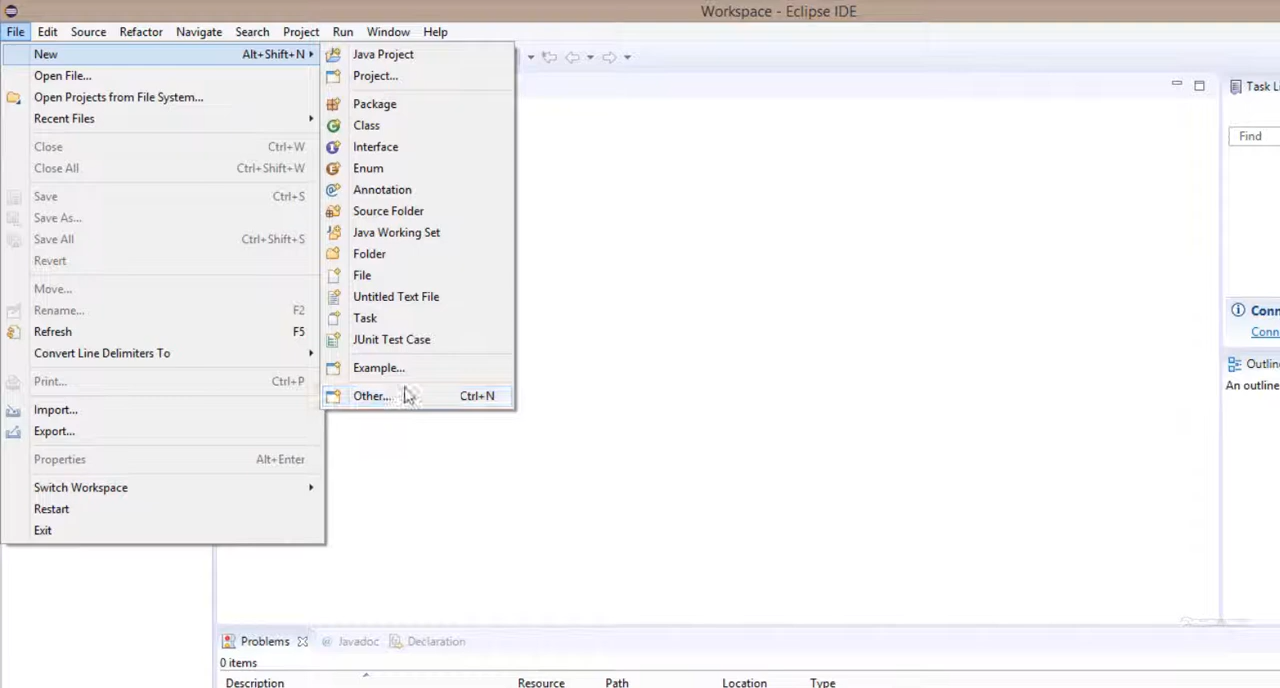 Workspace - Eclipse IDE
File Edit Source Refactor Navigate Search Project Run Window Help
New Alt+Shift+N
Open File...
Open Projects from File System...
Recent Files
Close Ctrl+W
Close All Ctrl+Shift+W
Save Ctrl+S
Save As...
Save All Ctrl+Shift+S
Revert
Move...
Rename... F2
Refresh F5
Convert Line Delimiters To
Print... Ctrl+P
Import...
Export...
Properties Alt+Enter
Switch Workspace
Restart
Exit
Java Project
Project...
Package
Class
Interface
Enum
Annotation
Source Folder
Java Working Set
Folder
File
Untitled Text File
Task
JUnit Test Case
Example...
Other... Ctrl+N
Task Li
Find
Conn
Conn
Outlin
An outline
Problems @ Javadoc Declaration
0 items
Description Resource Path Location Type